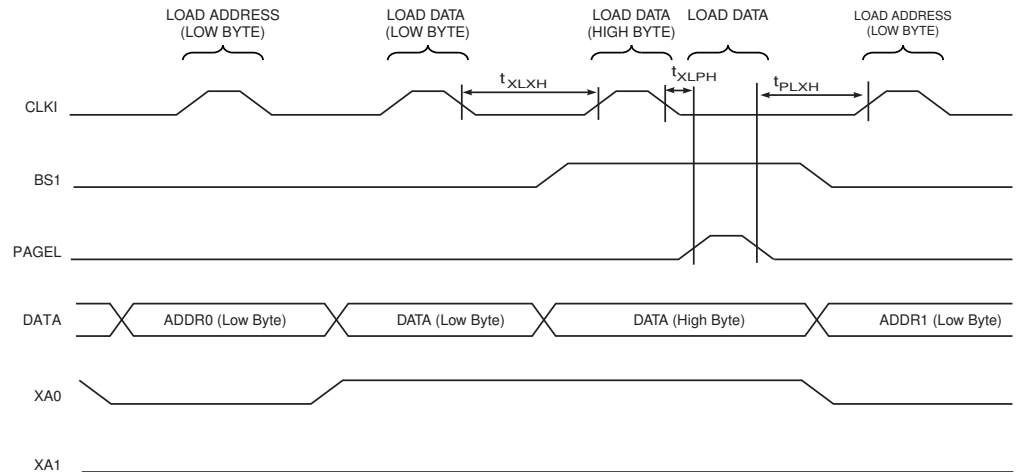 LOAD ADDRESS
(LOW BYTE)
LOAD DATA
(LOW BYTE)
LOAD DATA
(HIGH BYTE)
LOAD DATA
LOAD ADDRESS
(LOW BYTE)
tXLXH
tXLPH
tPLXH
CLKI
BS1
PAGEL
DATA
ADDR0 (Low Byte)
DATA (Low Byte)
DATA (High Byte)
ADDR1 (Low Byte)
XA0
XA1